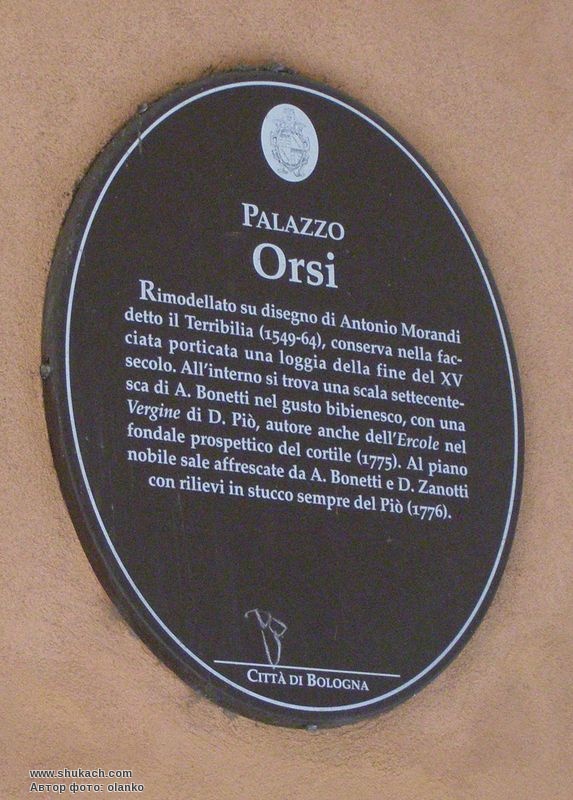 PALAZZO
Orsi
Rimodellato su disegno di Antonio Morandi
detto il Terribilia (1549-64), conserva nella fac-
ciata porticata una loggia della fine del XV
secolo. All'interno si trova una scala settecente-
sca di A. Bonetti nel gusto bibienesco, con una
Vergine di D. Piò, autore anche dell'Ercole nel
fondale prospettico del cortile (1775). Al piano
nobile sale affrescate da A. Bonetti e D. Zanotti
con rilievi in stucco sempre del Piò (1776).
CITTÀ DI BOLOGNA
www.shukach.com
Автор фото: olanko